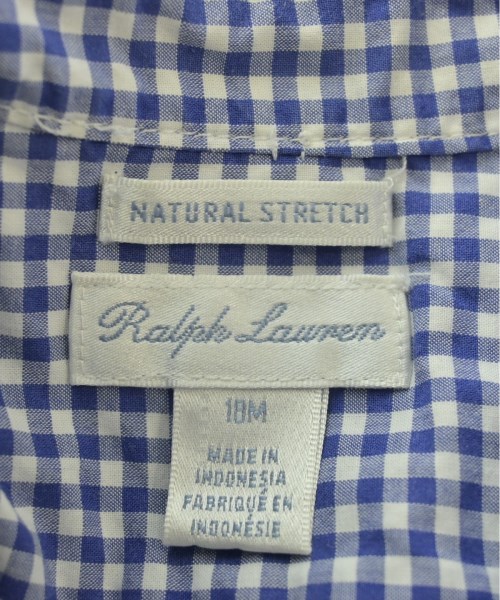 NATURAL STRETCH
Ralph Lauren
18M
MADE IN
INDONESIA
FABRIQUÉ EN
INDONÉSIE